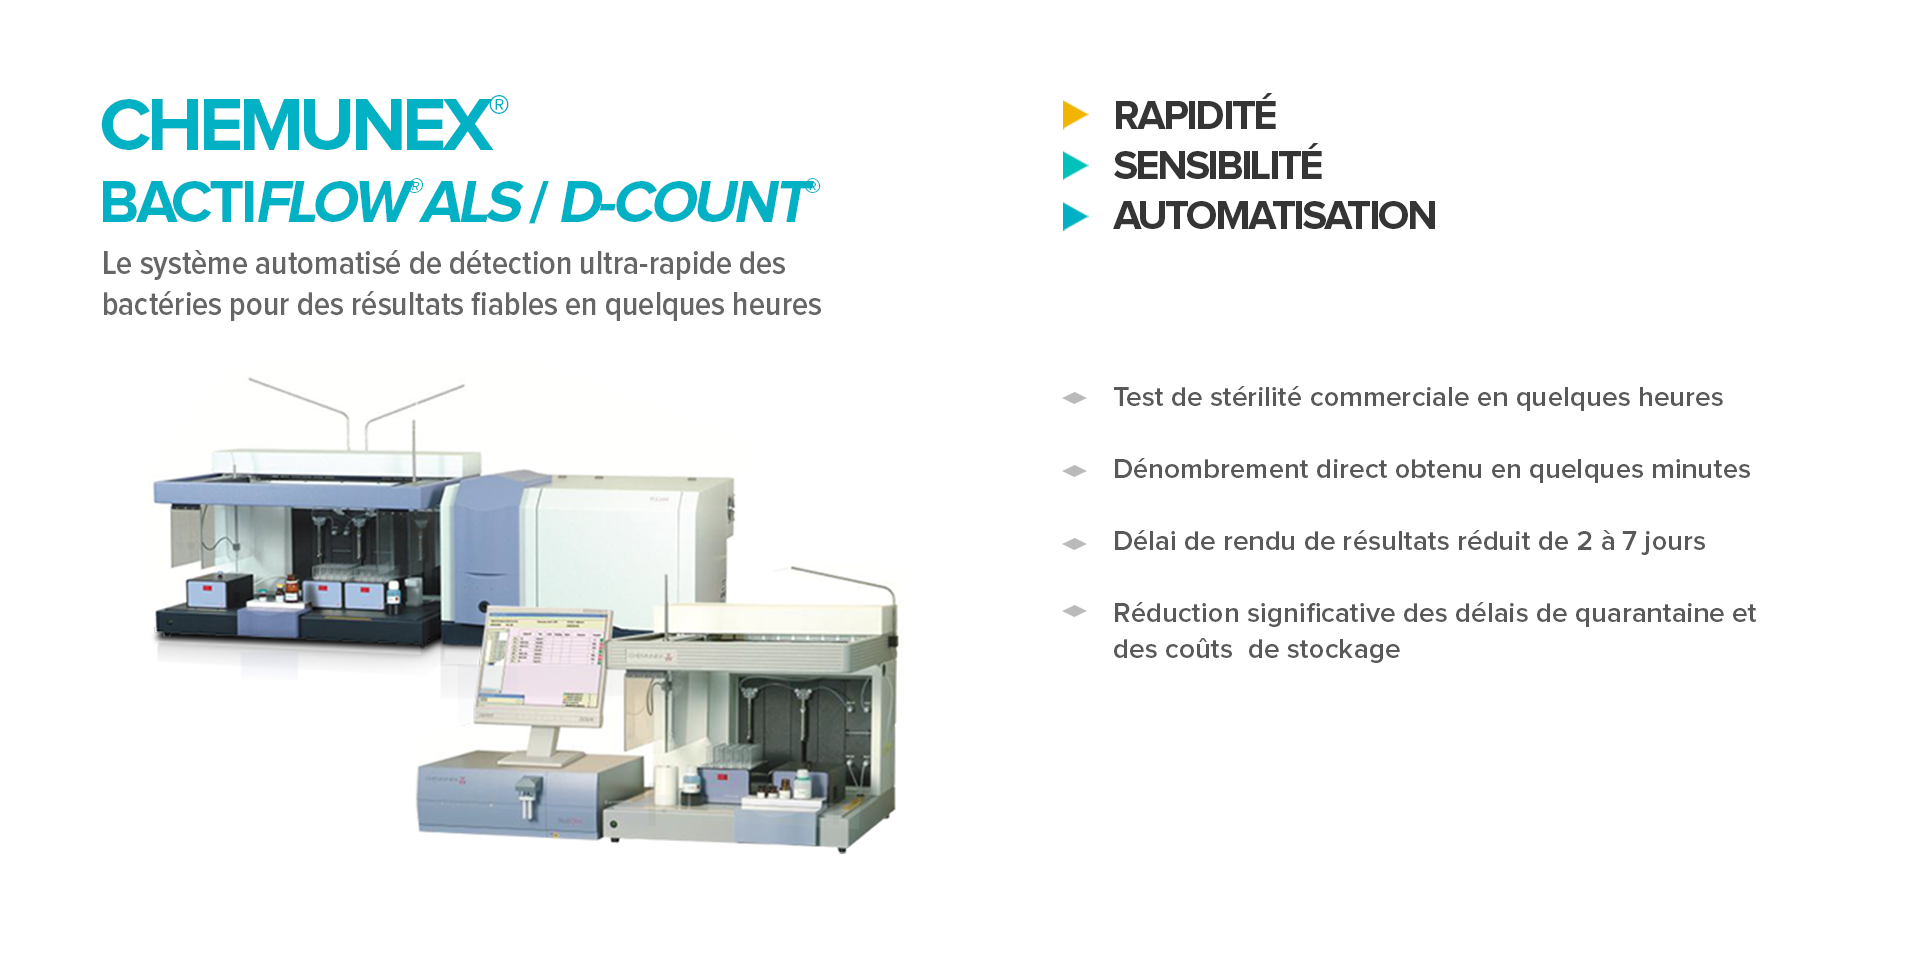 CHEMUNEX®
BACTIFLOW® ALS / D-COUNT®
Le système automatisé de détection ultra-rapide des
bactéries pour des résultats fiables en quelques heures
RAPIDITÉ
SENSIBILITÉ
AUTOMATISATION
Test de stérilité commerciale en quelques heures
Dénombrement direct obtenu en quelques minutes
Délai de rendu de résultats réduit de 2 à 7 jours
Réduction significative des délais de quarantaine et
des coûts  de stockage
CHEMUNEX
CHEMUNEX